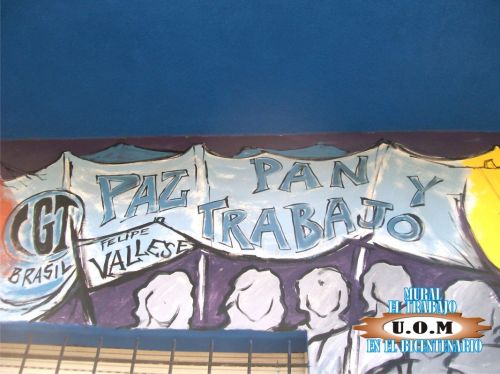 PAZ PAN Y
TRABAJO
CGT
BRASIL
FELIPE
VALLESE
MURAL
EL TRABAJO
U.O.M
EN EL BICENTENARIO